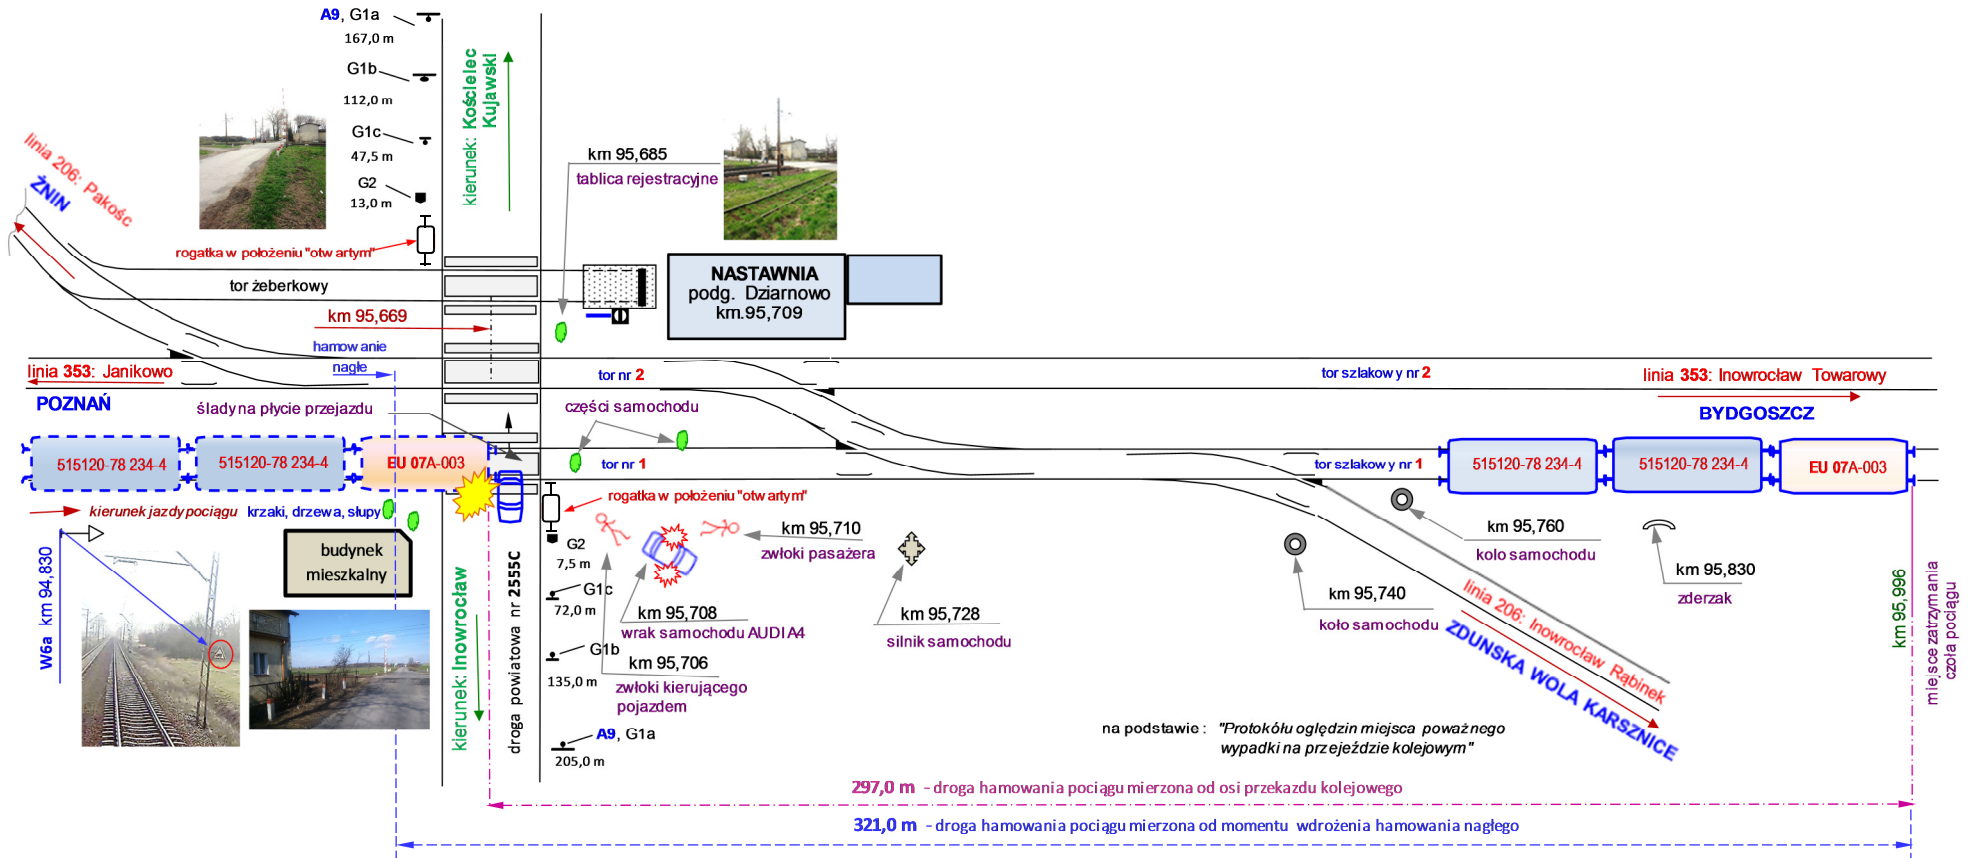 A9, G1a
167,0 m
G1b
112,0 m
G1c
47,5 m
G2
13,0 m
rogatka w położeniu "otwartym"
kierunek: Kościelec
Kujawski
linia 206: Pakośc
ŻNIN
km 95,685
tablica rejestracyjne
NASTAWNIA
podg. Dziarnowo
km.95,709
tor żeberkowy
km 95,669
hamowanie
nagłe
linia 353: Janikowo
POZNAŃ
tor nr 2
tor szlakowy nr 2
linia 353: Inowrocław Towarowy
BYDGOSZCZ
ślady na płycie przejazdu
części samochodu
515120-78 234-4
515120-78 234-4
EU 07A-003
tor nr 1
tor szlakowy nr 1
515120-78 234-4
515120-78 234-4
EU 07A-003
kierunek jazdy pociągu
krzaki, drzewa, słupy
rogatka w położeniu "otwartym"
W6a km 94,830
budynek
mieszkalny
kierunek: Inowrocław
droga powiatowa nr 2555C
G2
7,5 m
G1c
72,0 m
G1b
135,0 m
A9, G1a
205,0 m
km 95,710
zwłoki pasażera
km 95,708
wrak samochodu AUDI A4
km 95,706
zwłoki kierującego
pojazdem
km 95,728
silnik samochodu
km 95,740
koło samochodu
km 95,760
kolo samochodu
km 95,830
zderzak
linia 206: Inowrocław Rąbinek
ZDUNSKA WOLA KARSZNICE
km 95,996
miejsce zatrzymania
czoła pociągu
na podstawie : "Protokółu oględzin miejsca poważnego
wypadki na przejeździe kolejowym"
297,0 m - droga hamowania pociągu mierzona od osi przekazdu kolejowego
321,0 m - droga hamowania pociągu mierzona od momentu wdrożenia hamowania nagłego